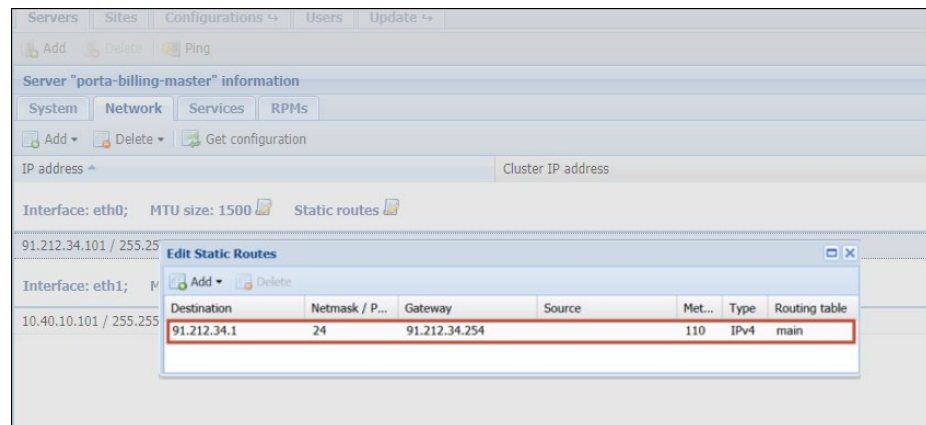 Servers Sites Configurations ↪ Users Update ↪
Add Delete Ping
Server "porta-billing-master" information
System Network Services RPMs
Add Delete Get configuration
IP address Cluster IP address
Interface: eth0; MTU size: 1500 Static routes
91.212.34.101 / 255.25
Edit Static Routes
Add Delete
Interface: eth1; M
Destination Netmask / P... Gateway Source Met... Type Routing table
10.40.10.101 / 255.255
91.212.34.1 24 91.212.34.254 110 IPv4 main